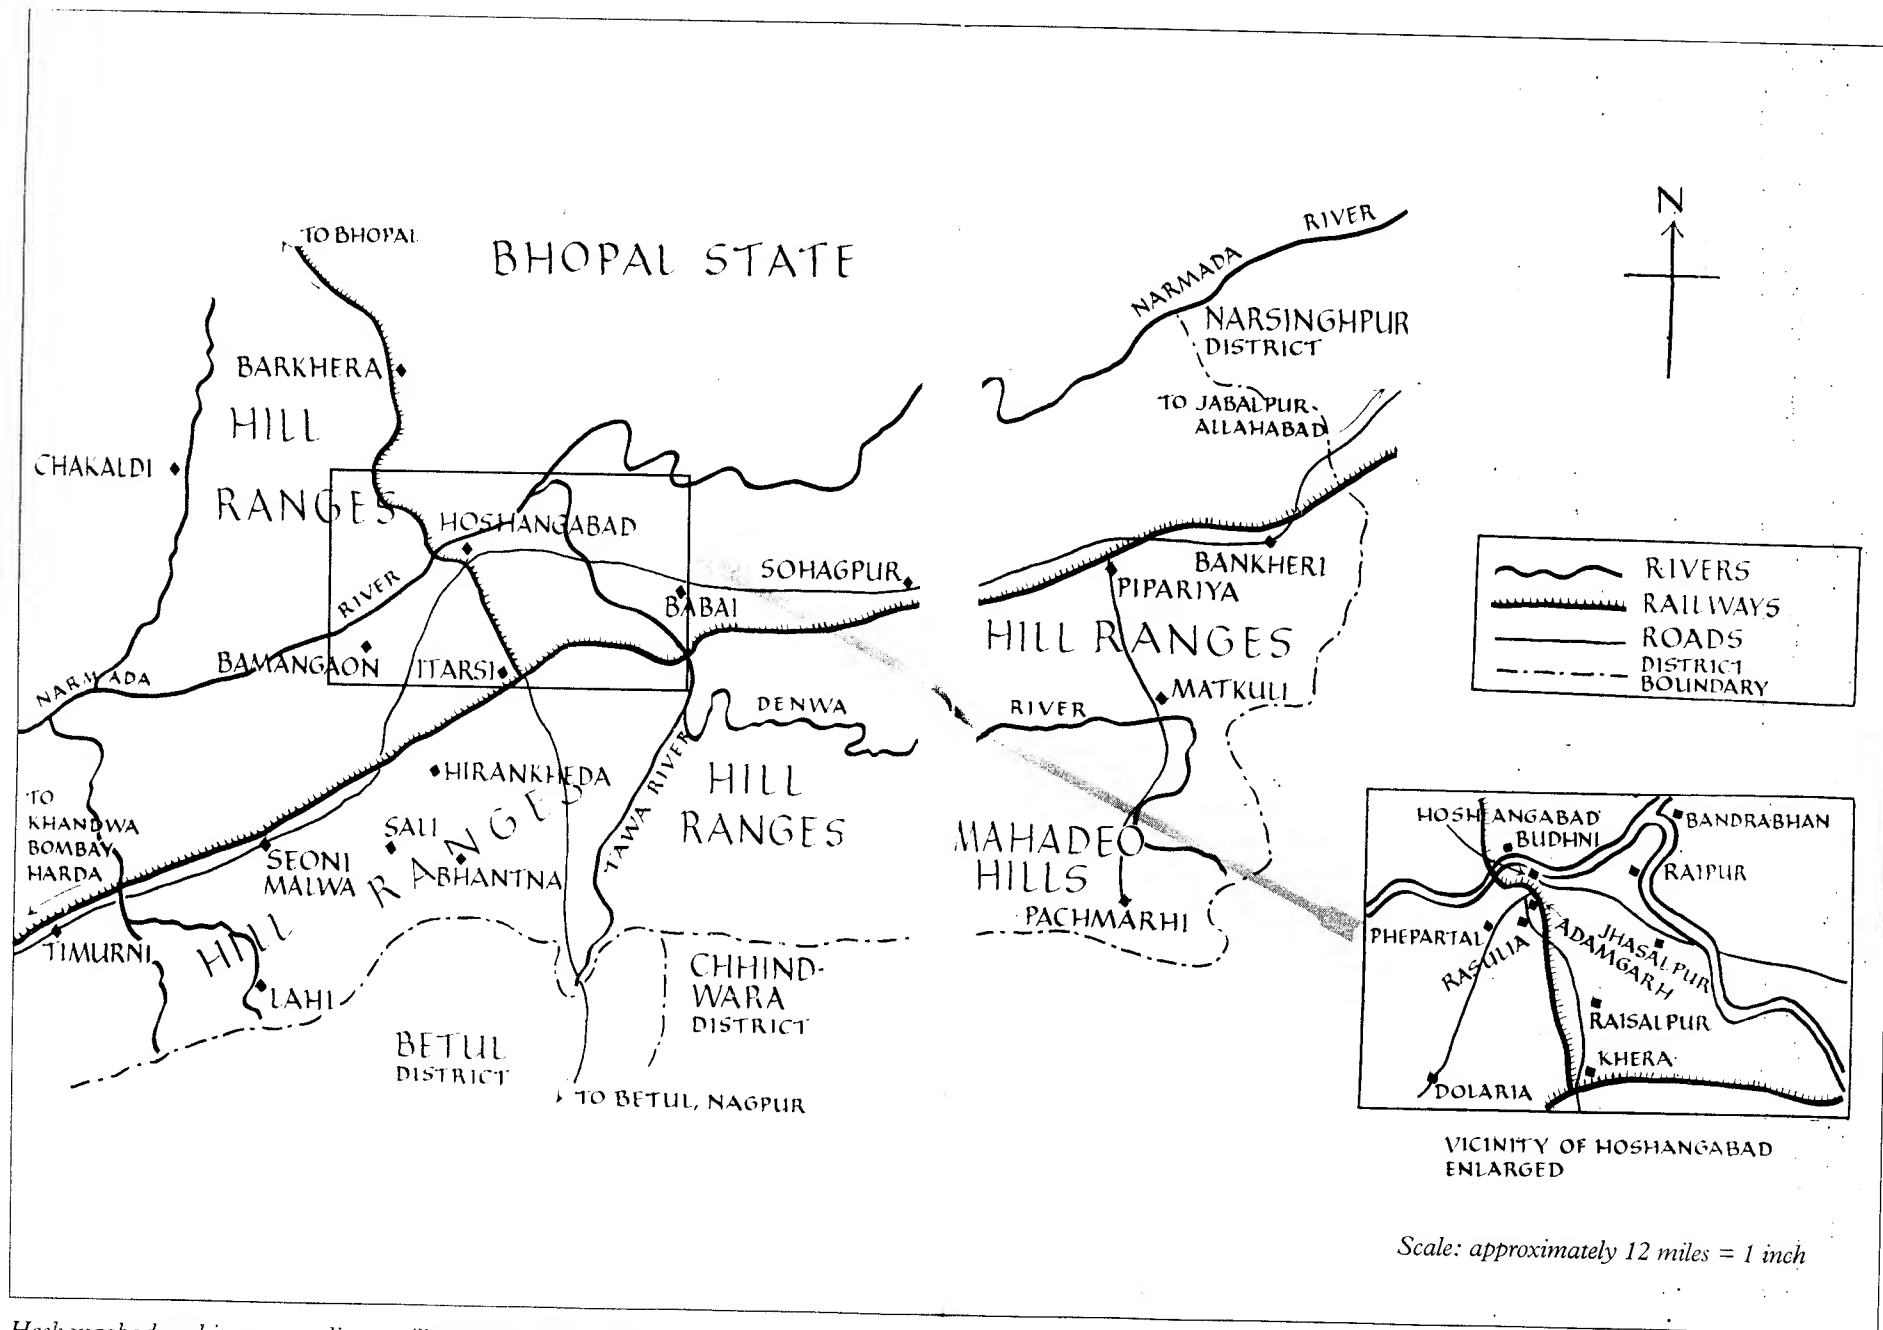 TO BHOPAL
BHOPAL STATE
NARMADA RIVER
N
NARSINGHPUR
DISTRICT
BARKHERA
HILL
RANGES
TO JABALPUR-
ALLAHABAD
CHAKALDI
HOSHANGABAD
SOHAGPUR
BANKHERI
PIPARIYA
RIVER
BABAI
HILL RANGES
RIVERS
RAILWAYS
ROADS
DISTRICT
BOUNDARY
BAMANGAON
ITARSI
NARMADA
MATKULI
DENWA
RIVER
HIRANKHEDA
TAWA RIVER
HILL
RANGES
TO
KHANDWA
BOMBAY
HARDA
SALI
SEONI
MALWA
BHANTNA
HILL RANGES
MAHADEO
HILLS
PACHMARHI
TIMURNI
LAHI
CHHIND-
WARA
DISTRICT
BETUL
DISTRICT
TO BETUL, NAGPUR
HOSHANGABAD
BUDHNI
BANDRABHAN
RAIPUR
PHEPARTAL
RASULIA
ADAMGARH
JHASALPUR
RAISALPUR
KHERA
DOLARIA
VICINITY OF HOSHANGABAD
ENLARGED
Scale: approximately 12 miles = 1 inch